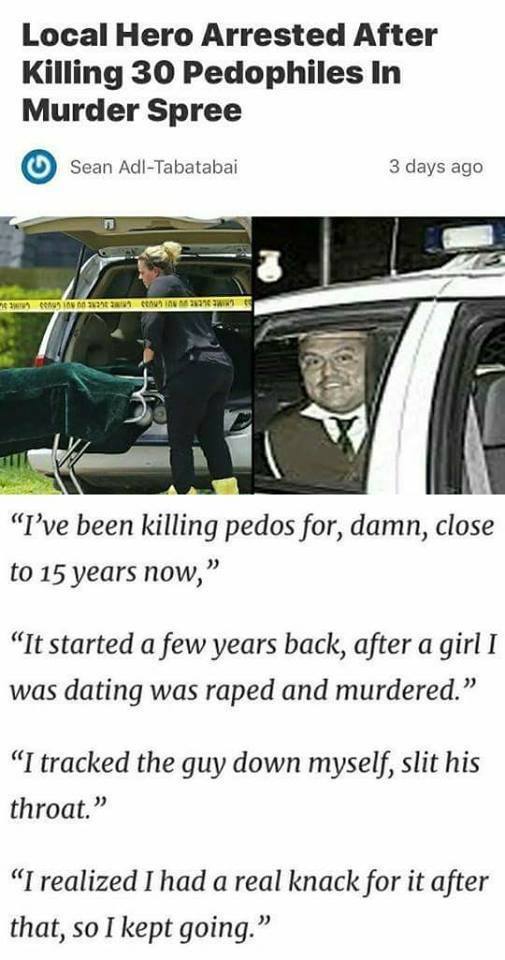 Local Hero Arrested After
Killing 30 Pedophiles In
Murder Spree
Sean Adl-Tabatabai
3 days ago
“I’ve been killing pedos for, damn, close
to 15 years now,”
“It started a few years back, after a girl I
was dating was raped and murdered.”
“I tracked the guy down myself, slit his
throat.”
“I realized I had a real knack for it after
that, so I kept going.”